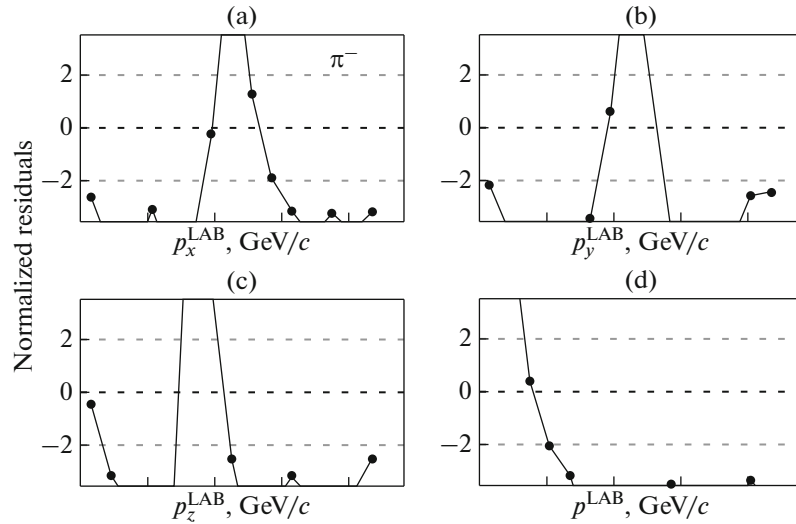 (a) (b)
π⁻
2 2
0 0
−2 −2
pₓ^LAB, GeV/c p_y^LAB, GeV/c
Normalized residuals
(c) (d)
2 2
0 0
−2 −2
p_z^LAB, GeV/c p^LAB, GeV/c